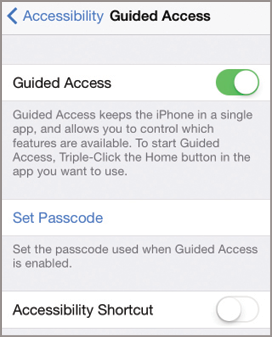 Accessibility Guided Access
Guided Access
Guided Access keeps the iPhone in a single
app, and allows you to control which
features are available. To start Guided
Access, Triple-Click the Home button in the
app you want to use.
Set Passcode
Set the passcode used when Guided Access
is enabled.
Accessibility Shortcut